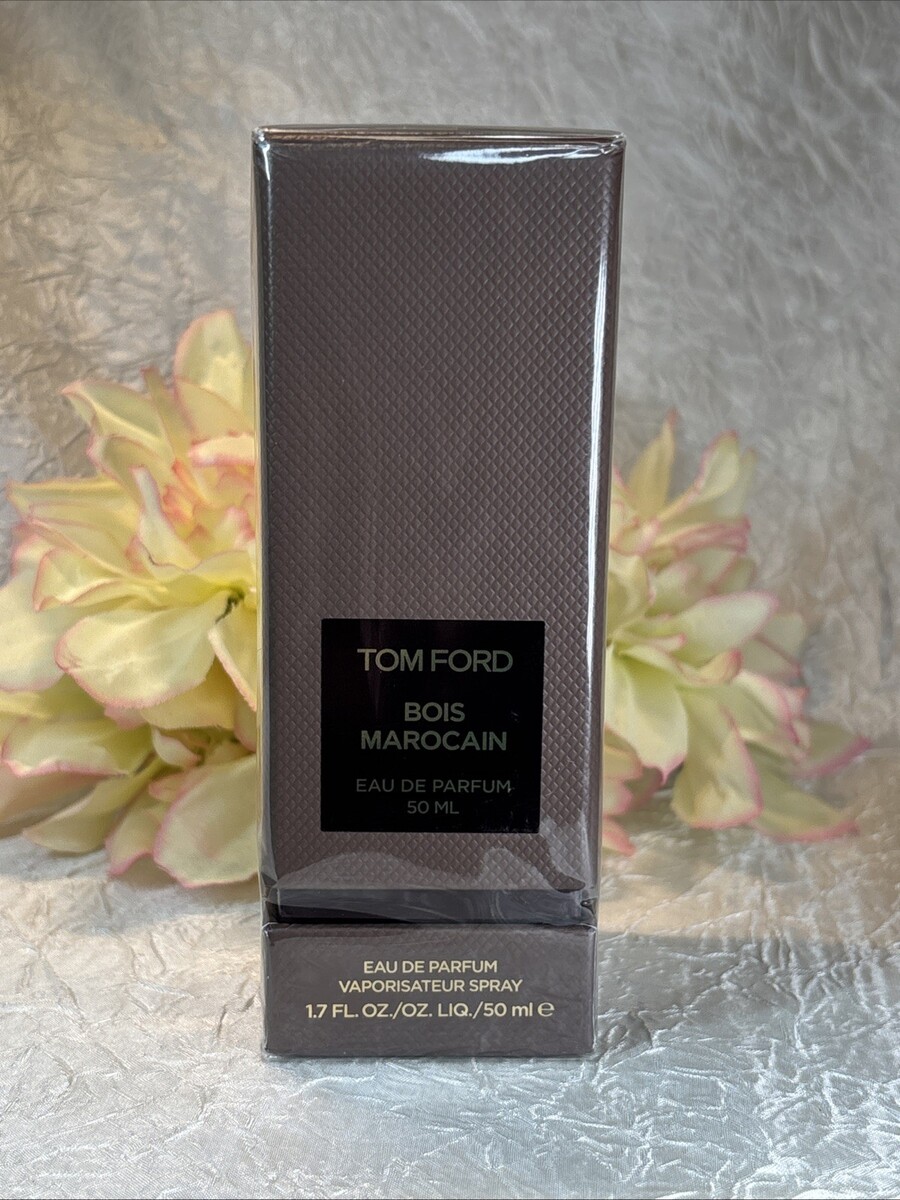 TOM FORD
BOIS
MAROCAIN
EAU DE PARFUM
50 ML
EAU DE PARFUM
VAPORISATEUR SPRAY
1.7 FL. OZ./OZ. LIQ./50 ml ℮